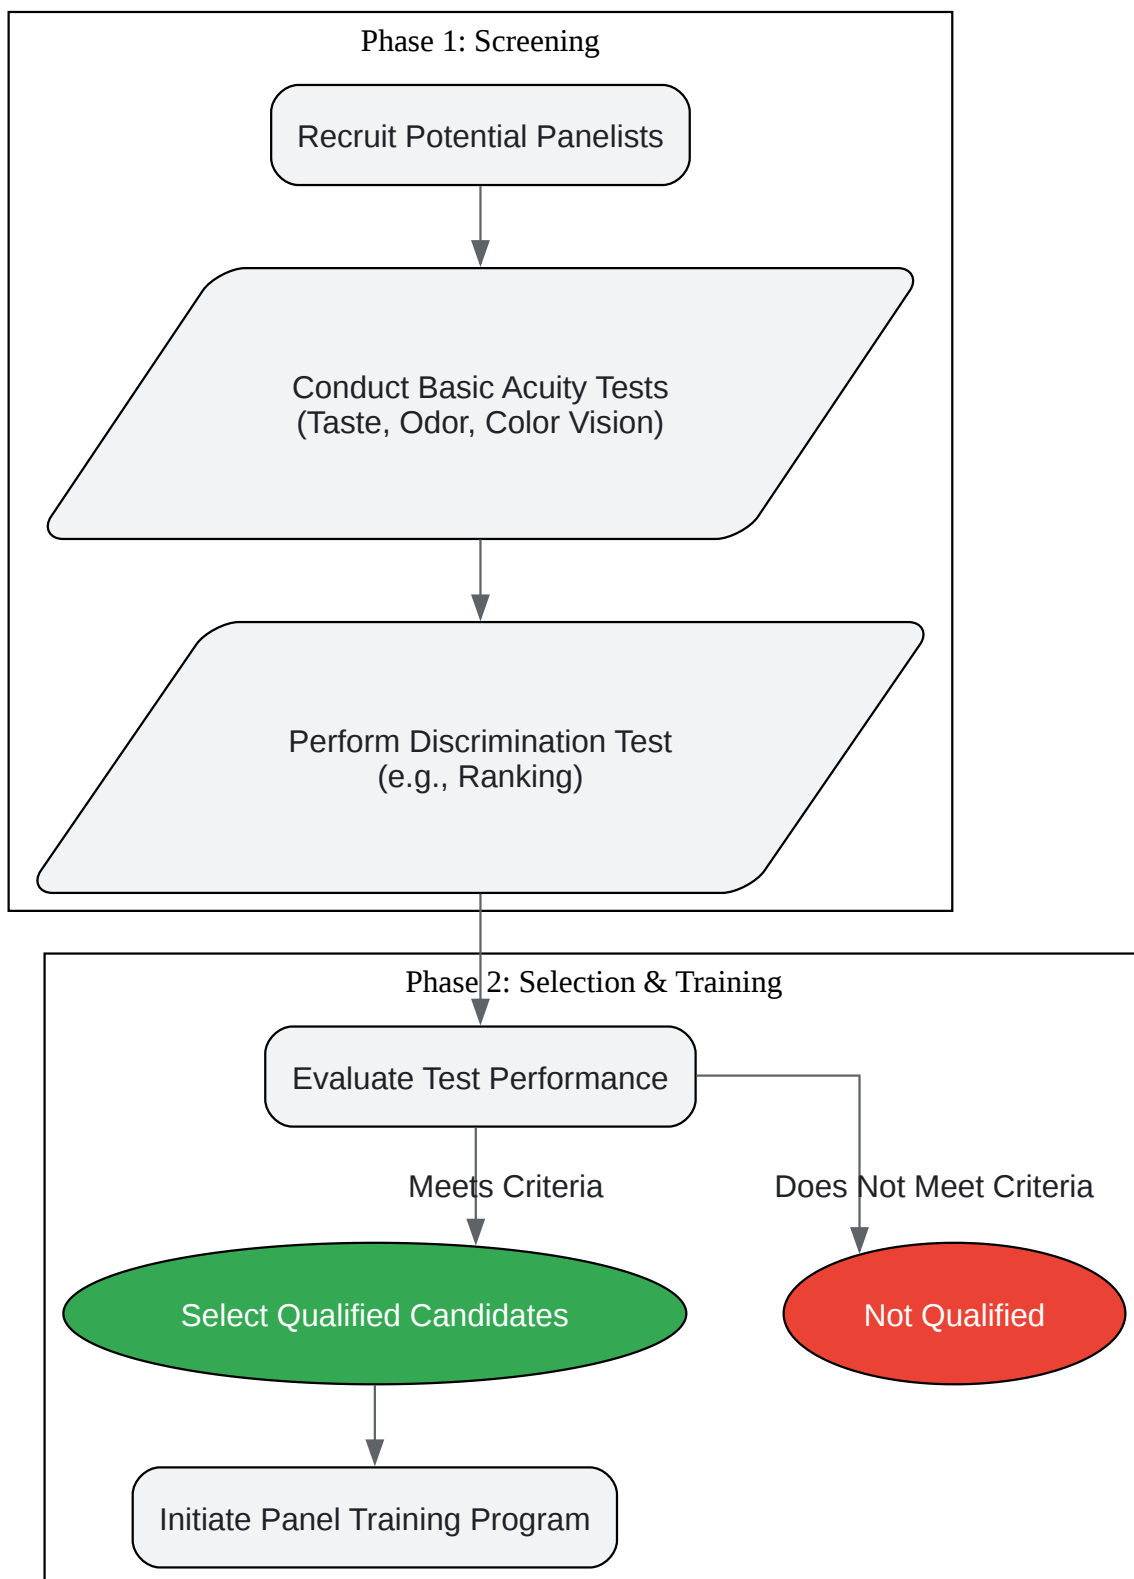 Phase 1: Screening
Recruit Potential Panelists
Conduct Basic Acuity Tests
(Taste, Odor, Color Vision)
Perform Discrimination Test
(e.g., Ranking)
Phase 2: Selection & Training
Evaluate Test Performance
Meets Criteria
Does Not Meet Criteria
Select Qualified Candidates
Not Qualified
Initiate Panel Training Program